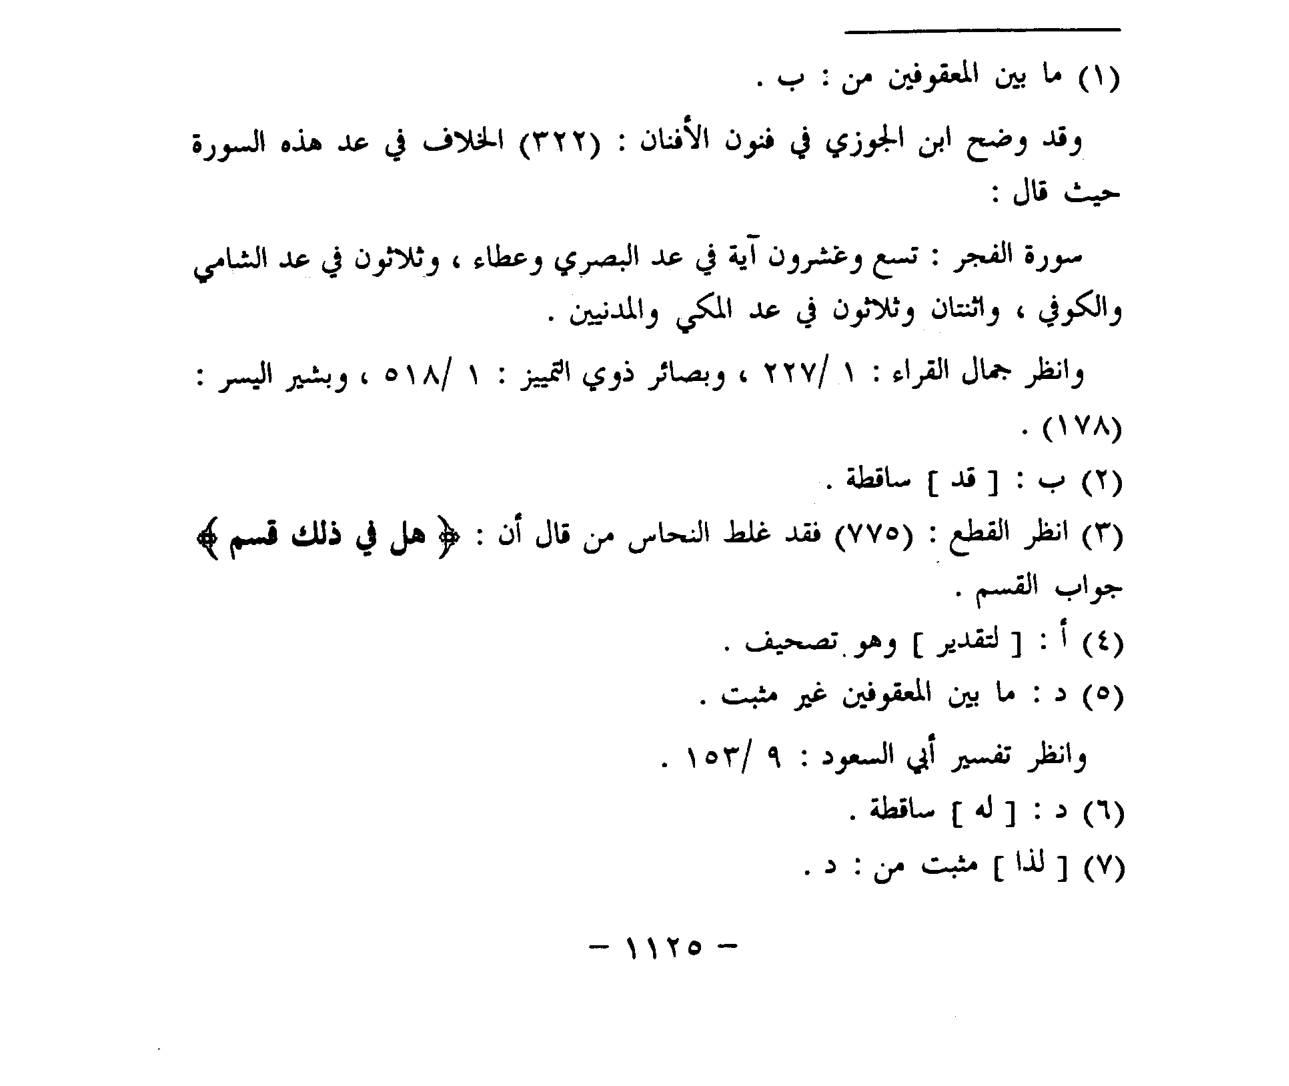 (١) ما بين المعقوفين من : ب .
وقد وضح ابن الجوزي في فنون الأفنان : (٣٢٢) الخلاف في عد هذه السورة
حيث قال :
سورة الفجر : تسع وعشرون آية في عد البصري وعطاء ، وثلاثون في عد الشامي
والكوفي ، واثنتان وثلاثون في عد المكي والمدنيين .
وانظر جمال القراء : ١ /٢٢٧ ، وبصائر ذوي التمييز : ١ /٥١٨ ، وبشير اليسر :
(١٧٨) .
(٢) ب : [ قد ] ساقطة .
(٣) انظر القطع : (٧٧٥) فقد غلط النحاس من قال أن : ﴿ هل في ذلك قسم ﴾
جواب القسم .
(٤) أ : [ لتقدير ] وهو تصحيف .
(٥) د : ما بين المعقوفين غير مثبت .
وانظر تفسير أبي السعود : ٩ /١٥٣ .
(٦) د : [ له ] ساقطة .
(٧) [ لذا ] مثبت من : د .
– ١١٢٥ –